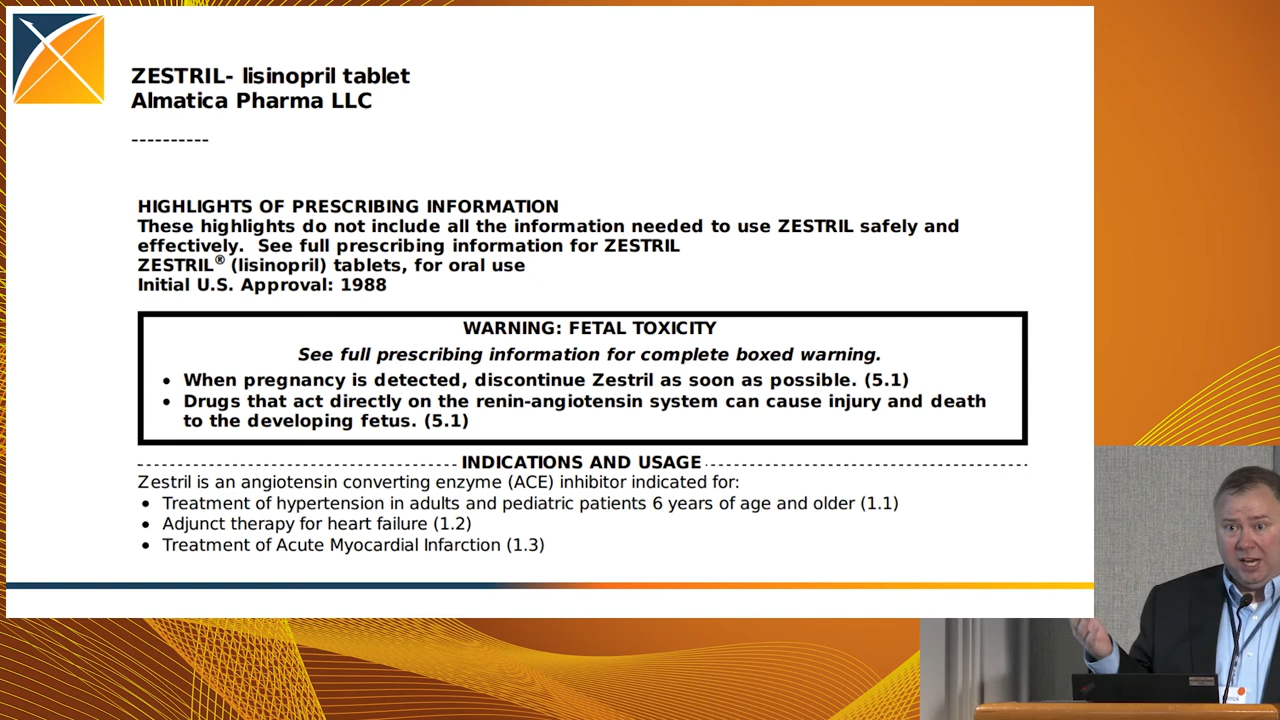 ZESTRIL- lisinopril tablet
Almatica Pharma LLC
----------
HIGHLIGHTS OF PRESCRIBING INFORMATION
These highlights do not include all the information needed to use ZESTRIL safely and
effectively.  See full prescribing information for ZESTRIL
ZESTRIL® (lisinopril) tablets, for oral use
Initial U.S. Approval: 1988
WARNING: FETAL TOXICITY
See full prescribing information for complete boxed warning.
• When pregnancy is detected, discontinue Zestril as soon as possible. (5.1)
• Drugs that act directly on the renin-angiotensin system can cause injury and death
to the developing fetus. (5.1)
INDICATIONS AND USAGE
Zestril is an angiotensin converting enzyme (ACE) inhibitor indicated for:
• Treatment of hypertension in adults and pediatric patients 6 years of age and older (1.1)
• Adjunct therapy for heart failure (1.2)
• Treatment of Acute Myocardial Infarction (1.3)